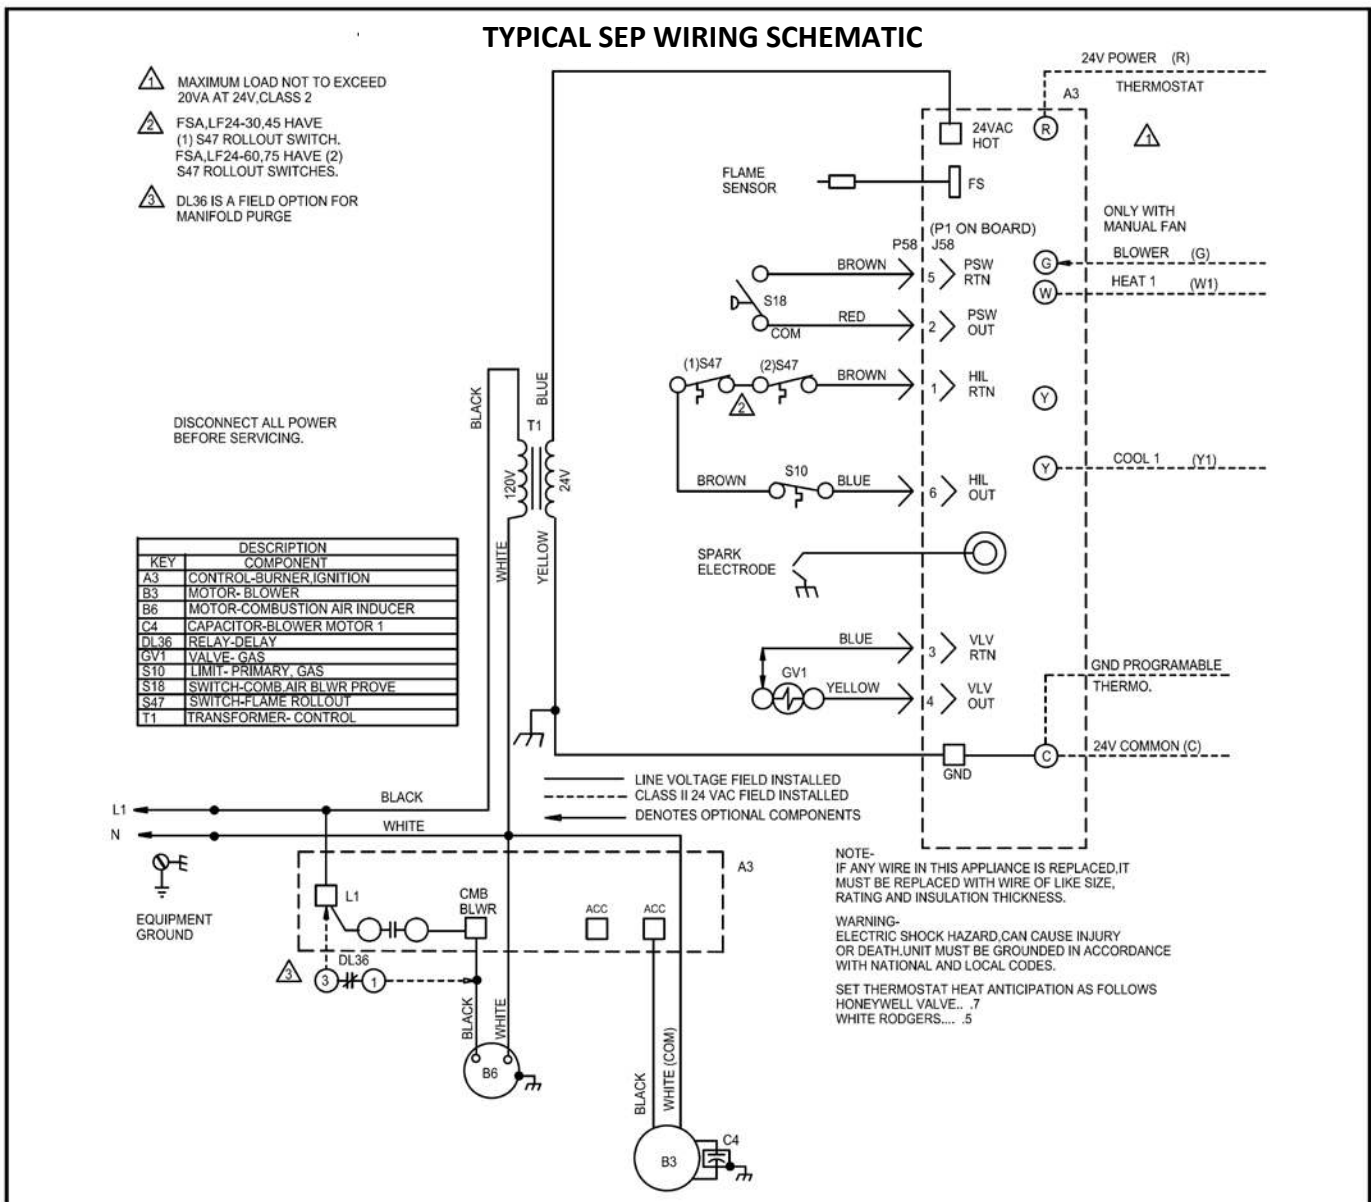 TYPICAL SEP WIRING SCHEMATIC
1
MAXIMUM LOAD NOT TO EXCEED
20VA AT 24V,CLASS 2
2
FSA,LF24-30,45 HAVE
(1) S47 ROLLOUT SWITCH.
FSA,LF24-60,75 HAVE (2)
S47 ROLLOUT SWITCHES.
3
DL36 IS A FIELD OPTION FOR
MANIFOLD PURGE
24V POWER (R)
THERMOSTAT
A3
24VAC
HOT
R
1
FLAME
SENSOR
FS
ONLY WITH
MANUAL FAN
(P1 ON BOARD)
P58 J58
BROWN
5
PSW
RTN
G
BLOWER (G)
S18
W
HEAT 1 (W1)
RED
COM
2
PSW
OUT
(1)S47
(2)S47
BROWN
1
HIL
RTN
2
Y
BLACK
BLUE
T1
120V
24V
DISCONNECT ALL POWER
BEFORE SERVICING.
BROWN
S10
BLUE
6
HIL
OUT
Y
COOL 1 (Y1)
WHITE
YELLOW
SPARK
ELECTRODE
DESCRIPTION
KEY COMPONENT
A3 CONTROL-BURNER,IGNITION
B3 MOTOR- BLOWER
B6 MOTOR-COMBUSTION AIR INDUCER
C4 CAPACITOR-BLOWER MOTOR 1
DL36 RELAY-DELAY
GV1 VALVE- GAS
S10 LIMIT- PRIMARY, GAS
S18 SWITCH-COMB.AIR BLWR PROVE
S47 SWITCH-FLAME ROLLOUT
T1 TRANSFORMER- CONTROL
BLUE
3
VLV
RTN
GV1
YELLOW
4
VLV
OUT
GND PROGRAMABLE
THERMO.
GND
C
24V COMMON (C)
LINE VOLTAGE FIELD INSTALLED
CLASS II 24 VAC FIELD INSTALLED
DENOTES OPTIONAL COMPONENTS
L1
BLACK
N
WHITE
EQUIPMENT
GROUND
A3
L1
CMB
BLWR
ACC
ACC
3
DL36
3
1
BLACK
WHITE
B6
BLACK
WHITE (COM)
B3
C4
NOTE-
IF ANY WIRE IN THIS APPLIANCE IS REPLACED,IT
MUST BE REPLACED WITH WIRE OF LIKE SIZE,
RATING AND INSULATION THICKNESS.
WARNING-
ELECTRIC SHOCK HAZARD,CAN CAUSE INJURY
OR DEATH.UNIT MUST BE GROUNDED IN ACCORDANCE
WITH NATIONAL AND LOCAL CODES.
SET THERMOSTAT HEAT ANTICIPATION AS FOLLOWS
HONEYWELL VALVE.. .7
WHITE RODGERS.... .5